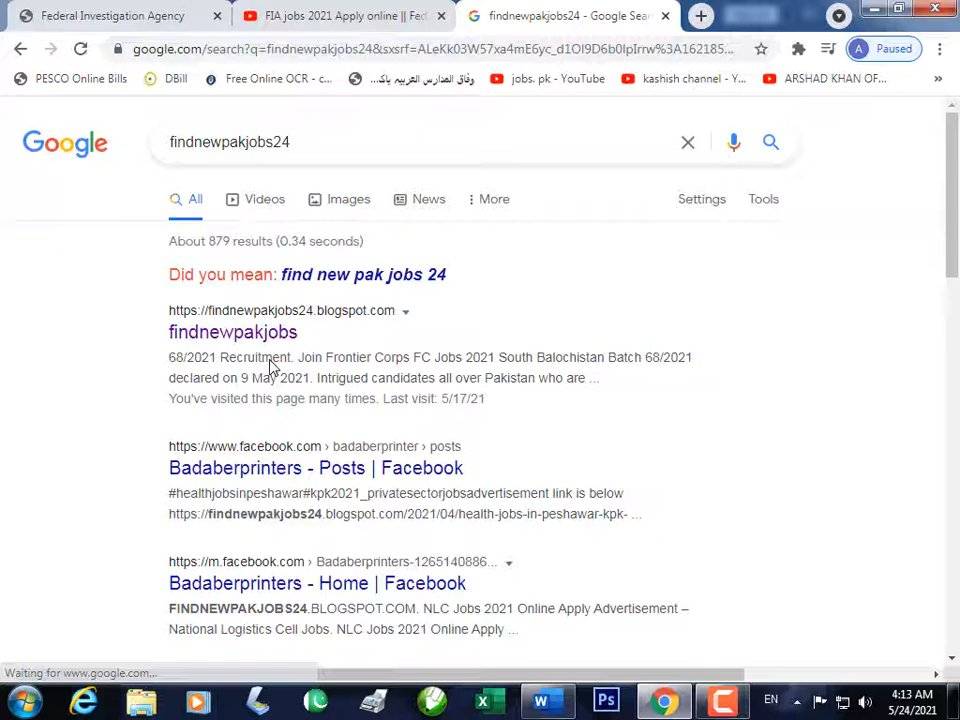 Federal Investigation Agency
FIA jobs 2021 Apply online || Fed
findnewpakjobs24 - Google Sear
google.com/search?q=findnewpakjobs24&sxsrf=ALeKk03W57xa4mE6yc_d1Ol9D6b0lpIrrw%3A162185...
A Paused
PESCO Online Bills
DBill
Free Online OCR - c...
وفاق المدارس العربیہ پاک...
jobs. pk - YouTube
kashish channel - Y...
ARSHAD KHAN OF...
»
Google
findnewpakjobs24
All
Videos
Images
News
More
Settings
Tools
About 879 results (0.34 seconds)
Did you mean: find new pak jobs 24
https://findnewpakjobs24.blogspot.com
findnewpakjobs
68/2021 Recruitment. Join Frontier Corps FC Jobs 2021 South Balochistan Batch 68/2021
declared on 9 May 2021. Intrigued candidates all over Pakistan who are ...
You've visited this page many times. Last visit: 5/17/21
https://www.facebook.com › badaberprinter › posts
Badaberprinters - Posts | Facebook
#healthjobsinpeshawar#kpk2021_privatesectorjobsadvertisement link is below
https://findnewpakjobs24.blogspot.com/2021/04/health-jobs-in-peshawar-kpk- ...
https://m.facebook.com › Badaberprinters-1265140886...
Badaberprinters - Home | Facebook
FINDNEWPAKJOBS24.BLOGSPOT.COM. NLC Jobs 2021 Online Apply Advertisement –
National Logistics Cell Jobs. NLC Jobs 2021 Online Apply ...
Waiting for www.google.com...
Ps
EN
4:13 AM
5/24/2021